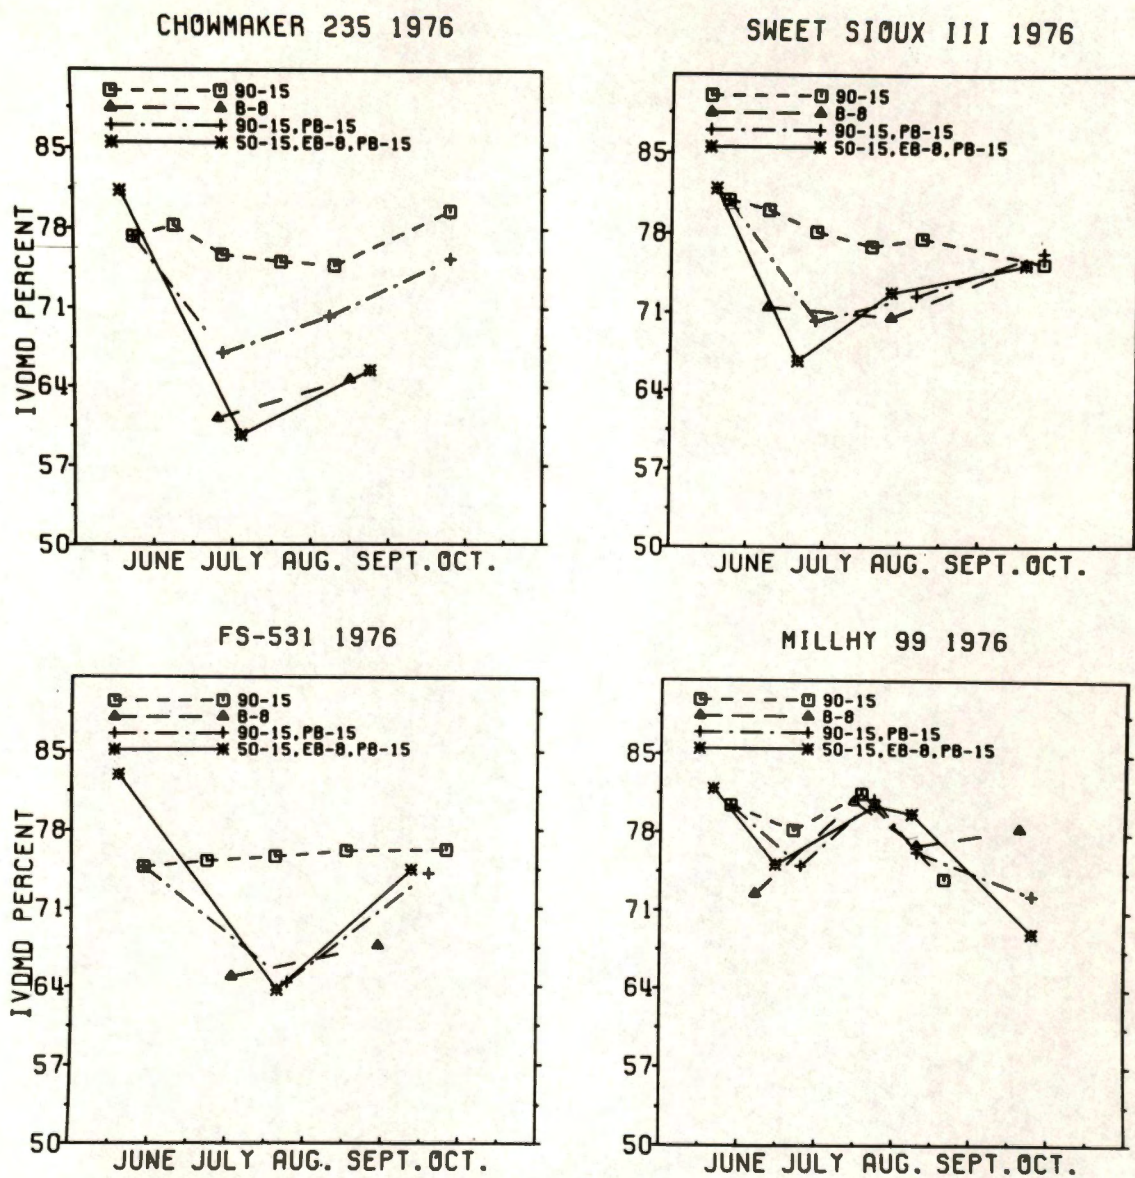 CHOWMAKER 235 1976
90-15
B-8
90-15,PB-15
50-15,EB-8,PB-15
85
78
71
64
57
50
IVDMD PERCENT
JUNE JULY AUG. SEPT. OCT.
SWEET SIOUX III 1976
90-15
B-8
90-15,PB-15
50-15,EB-8,PB-15
85
78
71
64
57
50
JUNE JULY AUG. SEPT. OCT.
FS-531 1976
90-15
B-8
90-15,PB-15
50-15,EB-8,PB-15
85
78
71
64
57
50
IVDMD PERCENT
JUNE JULY AUG. SEPT. OCT.
MILLHY 99 1976
90-15
B-8
90-15,PB-15
50-15,EB-8,PB-15
85
78
71
64
57
50
JUNE JULY AUG. SEPT. OCT.